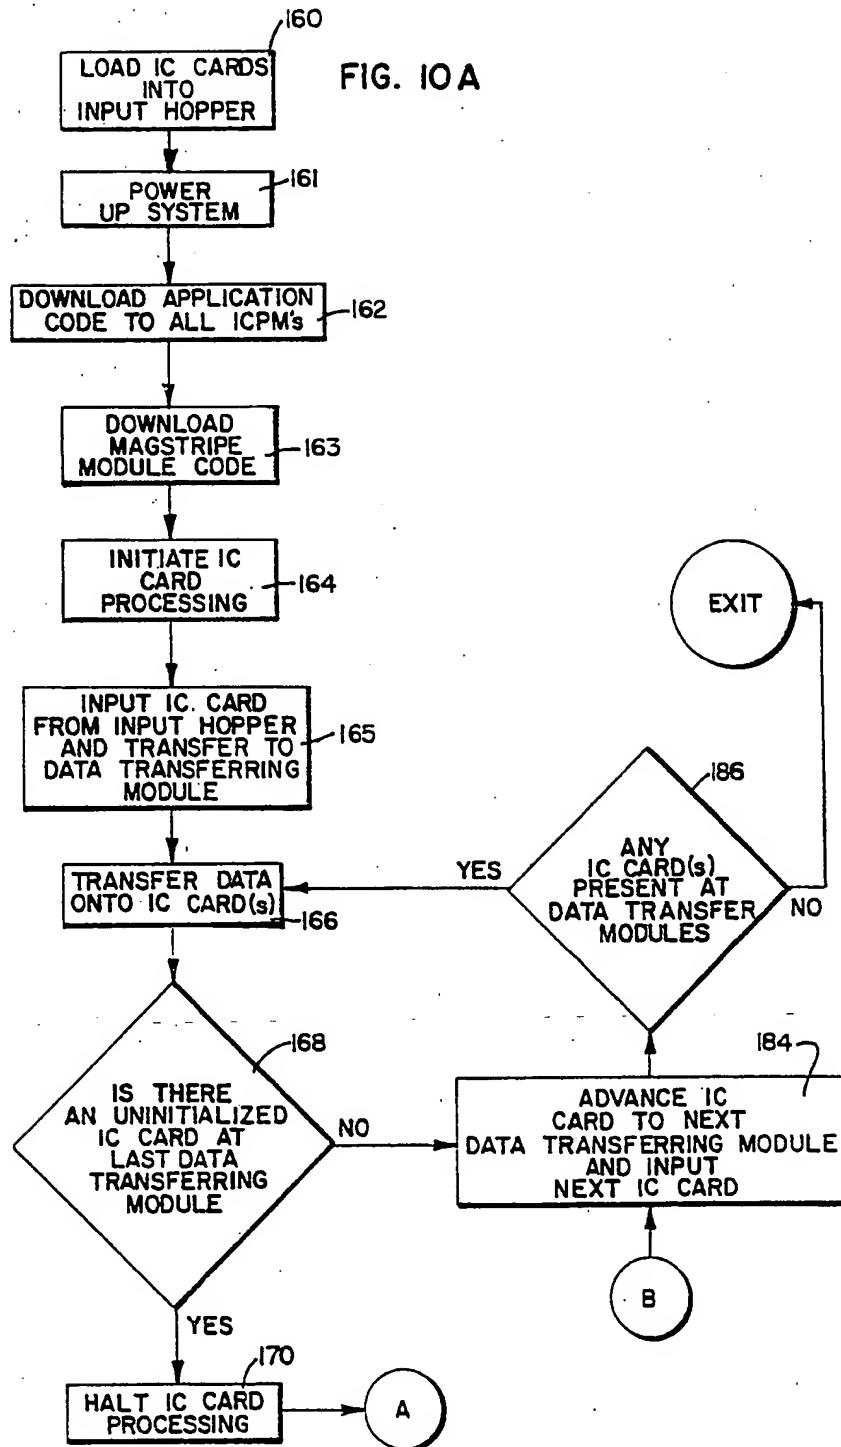 160
FIG. 10A
LOAD IC CARDS
INTO
INPUT HOPPER
161
POWER
UP SYSTEM
DOWNLOAD APPLICATION
CODE TO ALL ICPM's
162
DOWNLOAD
MAGSTRIPE
MODULE CODE
163
INITIATE IC
CARD
PROCESSING
164
EXIT
INPUT IC. CARD
FROM INPUT HOPPER
AND TRANSFER TO
DATA TRANSFERRING
MODULE
165
186
ANY
IC CARD(s)
PRESENT AT
DATA TRANSFER
MODULES
YES
NO
TRANSFER DATA
ONTO IC CARD(s)
166
168
IS THERE
AN UNINITIALIZED
IC CARD AT
LAST DATA
TRANSFERRING
MODULE
NO
184
ADVANCE IC
CARD TO NEXT
DATA TRANSFERRING MODULE
AND INPUT
NEXT IC CARD
B
YES
170
HALT IC CARD
PROCESSING
A